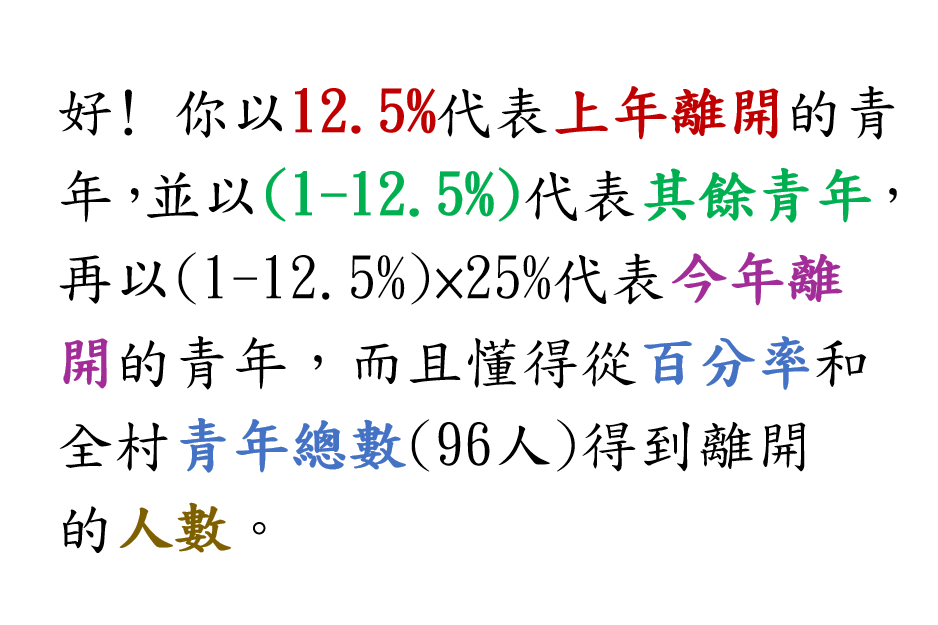 好! 你以12.5%代表上年離開的青
年,並以(1-12.5%)代表其餘青年,
再以(1-12.5%)×25%代表今年離
開的青年,而且懂得從百分率和
全村青年總數(96人)得到離開
的人數。